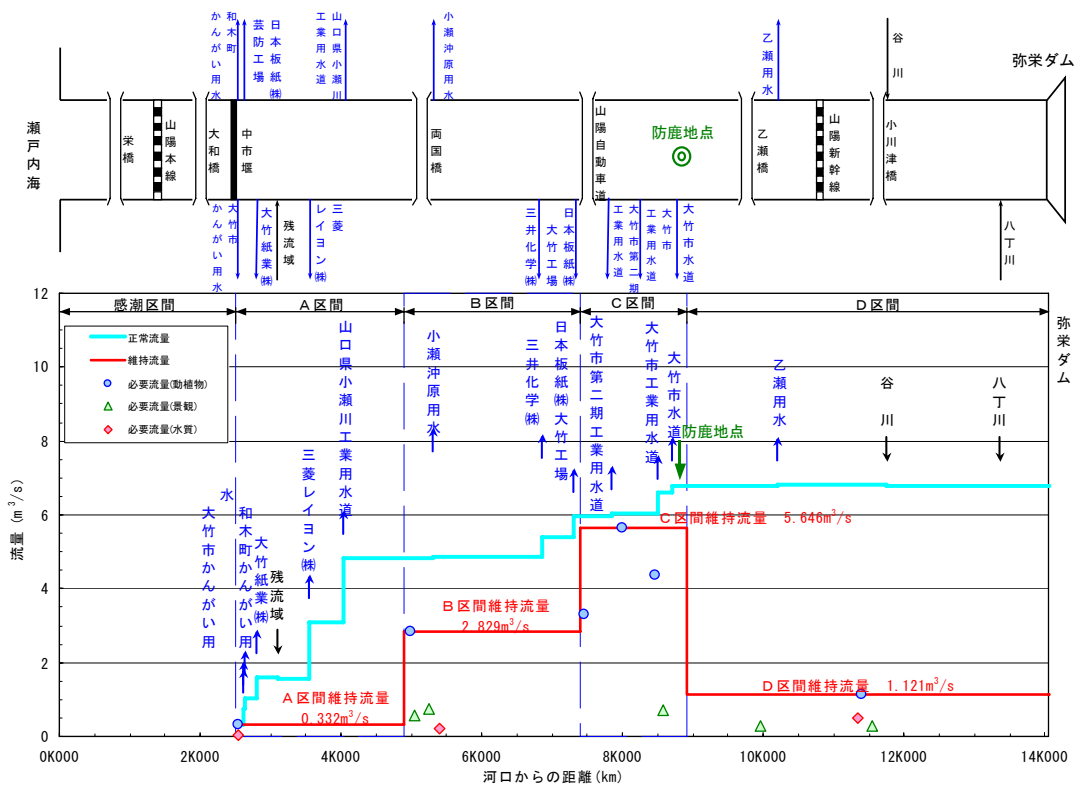 和木町
かんがい用水
日本板紙㈱
芸防工場
山口県小瀬川
工業用水道
小瀬沖原用水
乙瀬用水
谷川
弥栄ダム
瀬戸内海
栄橋
山陽本線
大和橋
中市堰
両国橋
山陽自動車道
防鹿地点
乙瀬橋
山陽新幹線
小川津橋
大竹市
かんがい用水
大竹紙業㈱
残流域
三菱
レイヨン㈱
三井化学㈱
日本板紙㈱
大竹工場
工業用水道
大竹市第二期
大竹市
工業用水道
大竹市水道
八丁川
感潮区間
A区間
B区間
C区間
D区間
弥栄ダム
正常流量
維持流量
必要流量(動植物)
必要流量(景観)
必要流量(水質)
大竹市かんがい用
水
和木町かんがい用
大竹紙業㈱
残流域
三菱レイヨン㈱
山口県小瀬川工業用水道
小瀬沖原用水
三井化学㈱
日本板紙㈱大竹工場
大竹市第二期工業用水道
大竹市工業用水道
大竹市水道
防鹿地点
乙瀬用水
谷川
八丁川
A区間維持流量
0.332m³/s
B区間維持流量
2.829m³/s
C区間維持流量 5.646m³/s
D区間維持流量 1.121m³/s
流量 (m³/s)
12
10
8
6
4
2
0
0K000 2K000 4K000 6K000 8K000 10K000 12K000 14K000
河口からの距離(km)